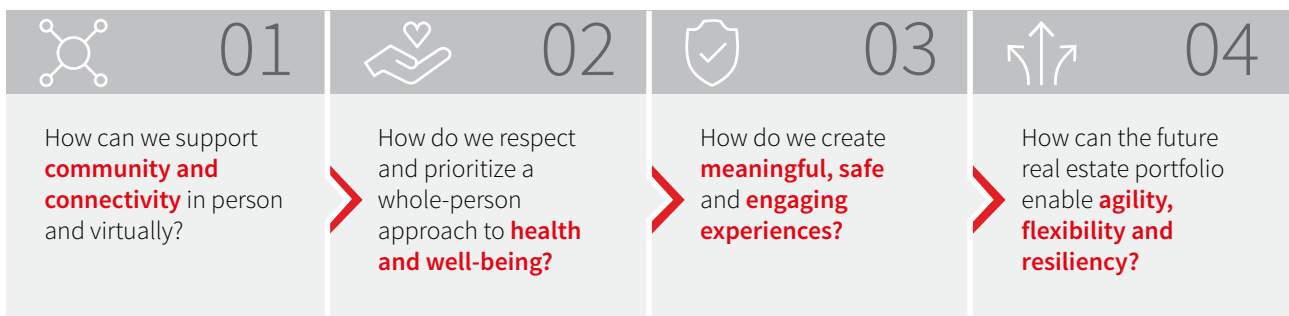 01
How can we support
community and
connectivity in person
and virtually?
02
How do we respect
and prioritize a
whole-person
approach to health
and well-being?
03
How do we create
meaningful, safe
and engaging
experiences?
04
How can the future
real estate portfolio
enable agility,
flexibility and
resiliency?